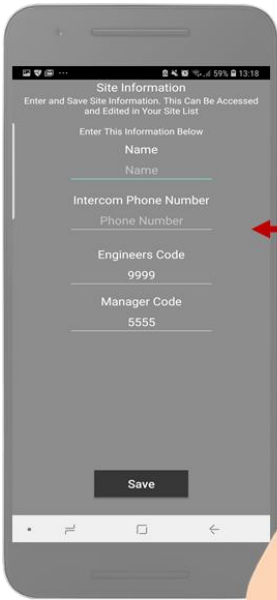 59% 13:18
Site Information
Enter and Save Site Information. This Can Be Accessed
and Edited in Your Site List
Enter This Information Below
Name
Name
Intercom Phone Number
Phone Number
Engineers Code
9999
Manager Code
5555
Save